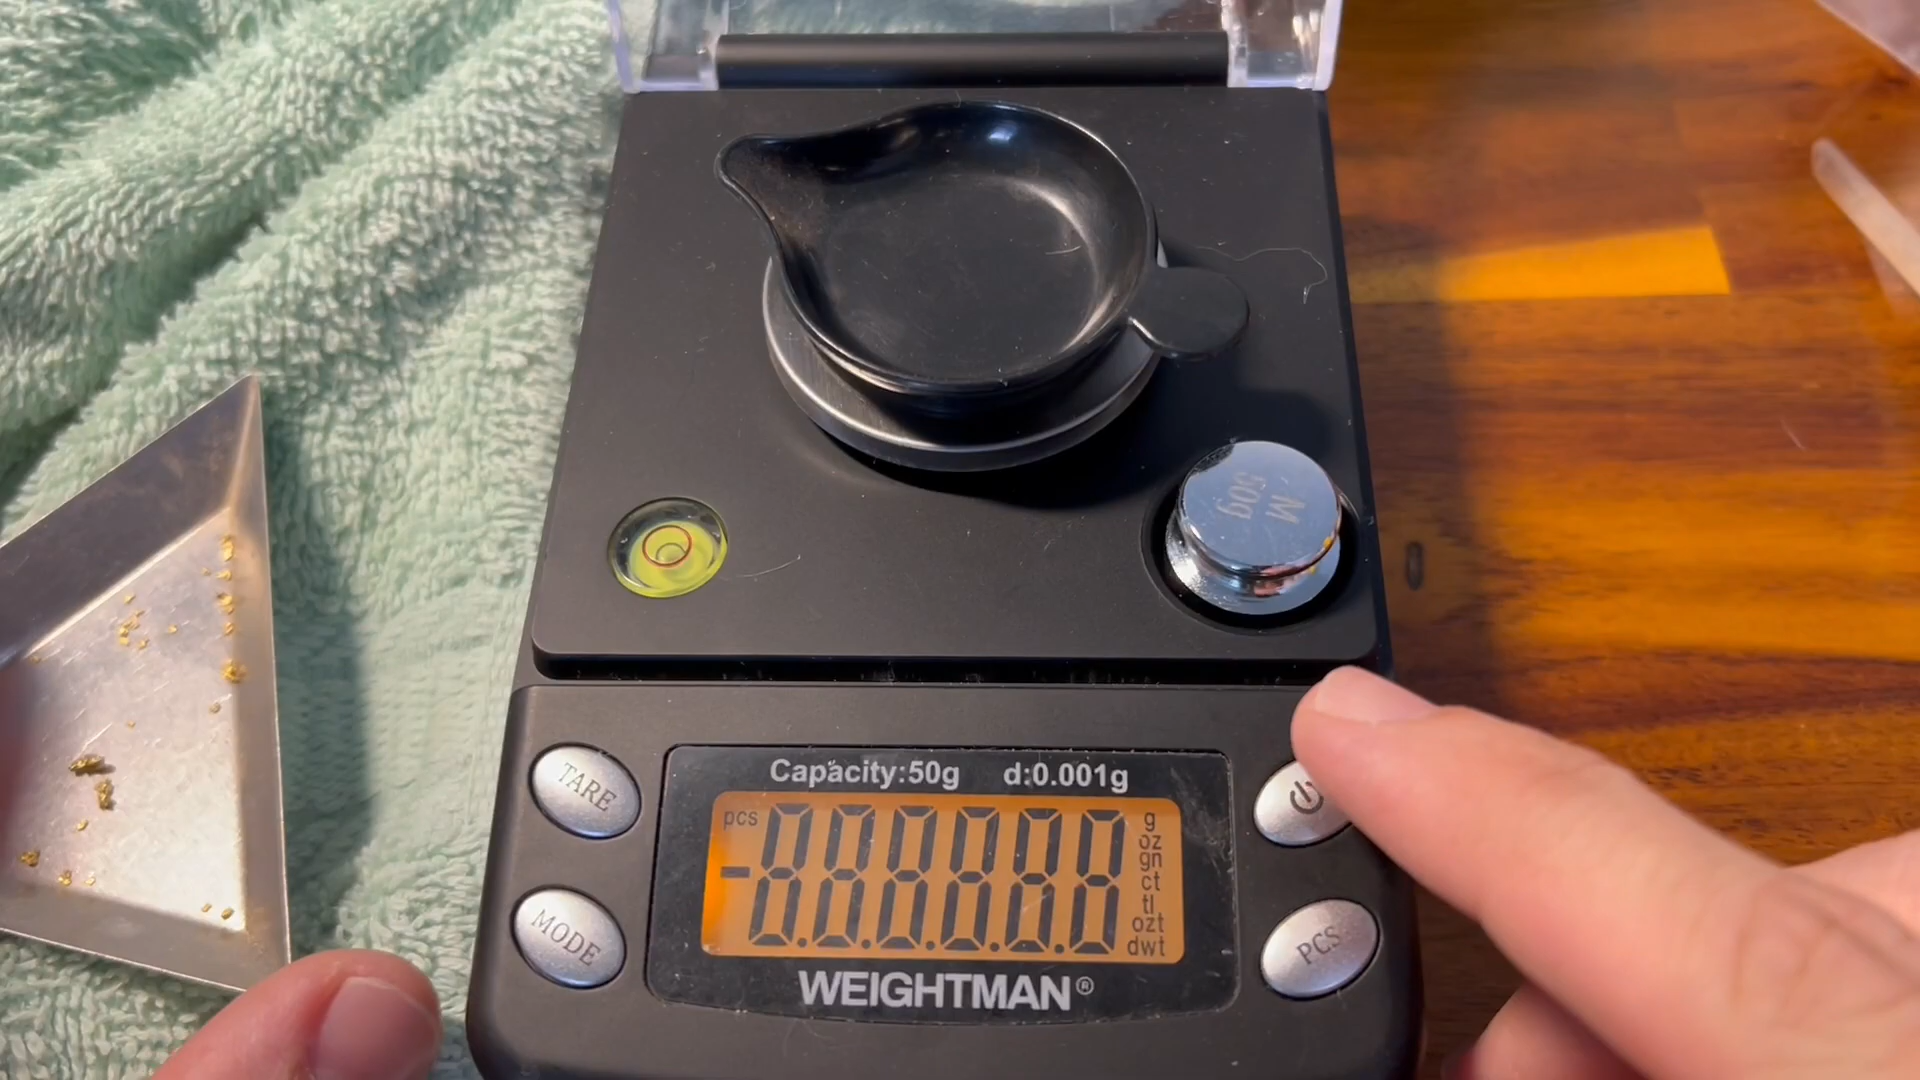 M
50g
TARE
Capacity:50g d:0.001g
pcs
-8.8.8.8.8.8
g
oz
gn
ct
tl
ozt
dwt
MODE
PCS
WEIGHTMAN®